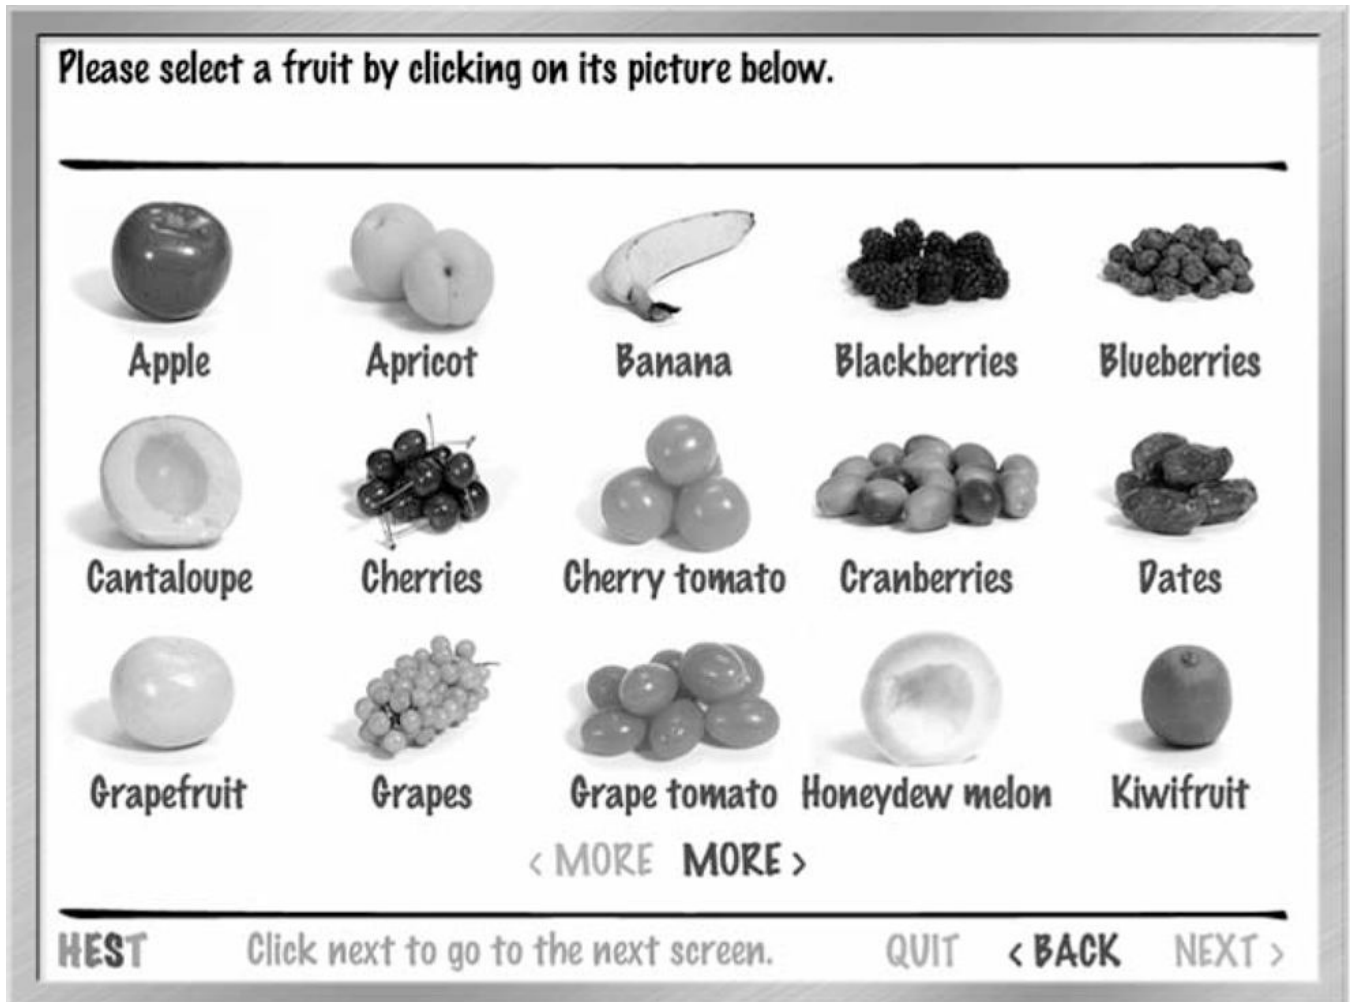 Please select a fruit by clicking on its picture below.
Apple Apricot Banana Blackberries Blueberries
Cantaloupe Cherries Cherry tomato Cranberries Dates
Grapefruit Grapes Grape tomato Honeydew melon Kiwifruit
< MORE MORE >
HEST Click next to go to the next screen. QUIT < BACK NEXT >